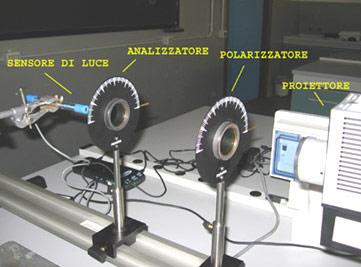 ANALIZZATORE
POLARIZZATORE
SENSORE DI LUCE
PROIETTORE